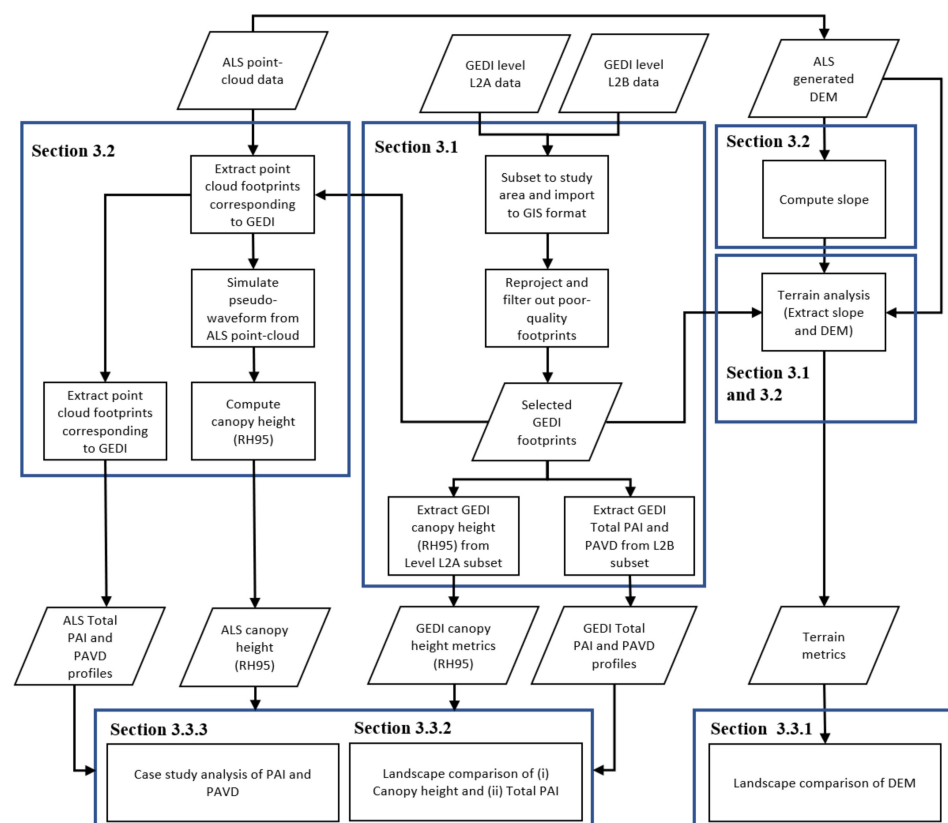 ALS point-
cloud data
GEDI level
L2A data
GEDI level
L2B data
ALS
generated
DEM
Section 3.2
Extract point
cloud footprints
corresponding
to GEDI
Simulate
pseudo-
waveform from
ALS point-cloud
Extract point
cloud footprints
corresponding
to GEDI
Compute
canopy height
(RH95)
Section 3.1
Subset to study
area and import
to GIS format
Reproject and
filter out poor-
quality
footprints
Selected
GEDI
footprints
Extract GEDI
canopy height
(RH95) from
Level L2A subset
Extract GEDI
Total PAI and
PAVD from L2B
subset
Section 3.2
Compute slope
Terrain analysis
(Extract slope
and DEM)
Section 3.1
and 3.2
ALS Total
PAI and
PAVD
profiles
ALS canopy
height
(RH95)
GEDI canopy
height metrics
(RH95)
GEDI Total
PAI and PAVD
profiles
Terrain
metrics
Section 3.3.3
Case study analysis of PAI and
PAVD
Section 3.3.2
Landscape comparison of (i)
Canopy height and (ii) Total PAI
Section 3.3.1
Landscape comparison of DEM